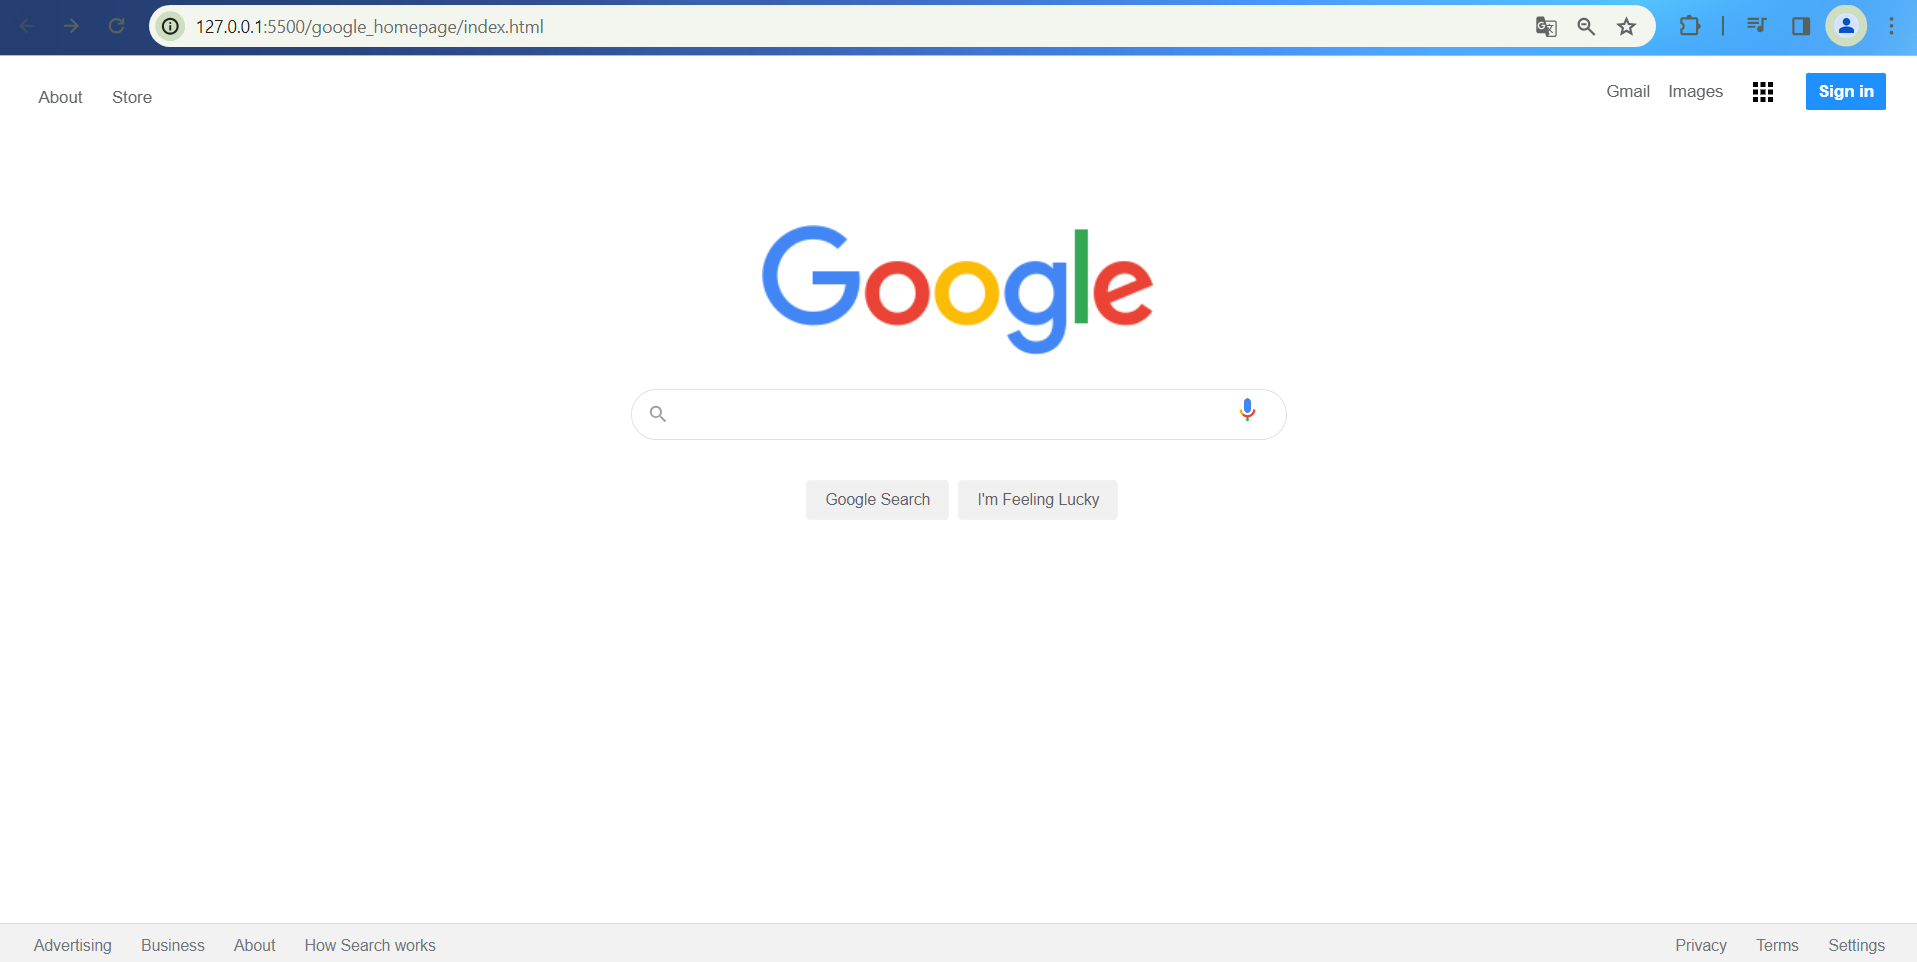 127.0.0.1:5500/google_homepage/index.html
About Store Gmail Images Sign in
Google
Google Search I'm Feeling Lucky
Advertising Business About How Search works Privacy Terms Settings